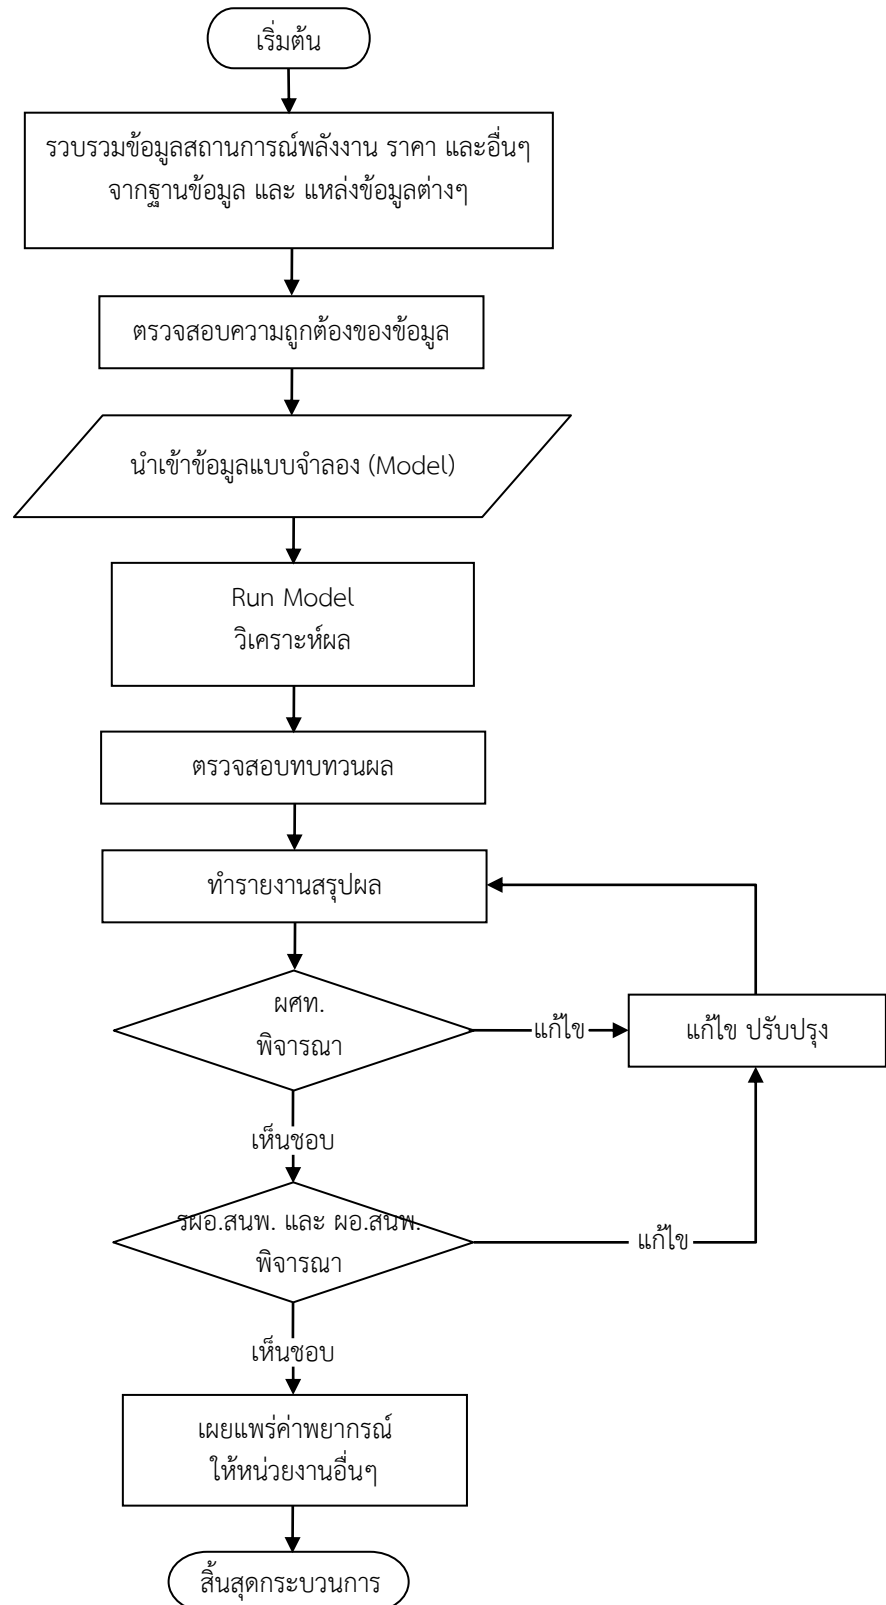 เริ่มต้น
รวบรวมข้อมูลสถานการณ์พลังงาน ราคา และอื่นๆ
จากฐานข้อมูล และ แหล่งข้อมูลต่างๆ
ตรวจสอบความถูกต้องของข้อมูล
นำเข้าข้อมูลแบบจำลอง (Model)
Run Model
วิเคราะห์ผล
ตรวจสอบทบทวนผล
ทำรายงานสรุปผล
ผศท.
พิจารณา
แก้ไข
แก้ไข ปรับปรุง
เห็นชอบ
รผอ.สนพ. และ ผอ.สนพ.
พิจารณา
แก้ไข
เห็นชอบ
เผยแพร่ค่าพยากรณ์
ให้หน่วยงานอื่นๆ
สิ้นสุดกระบวนการ